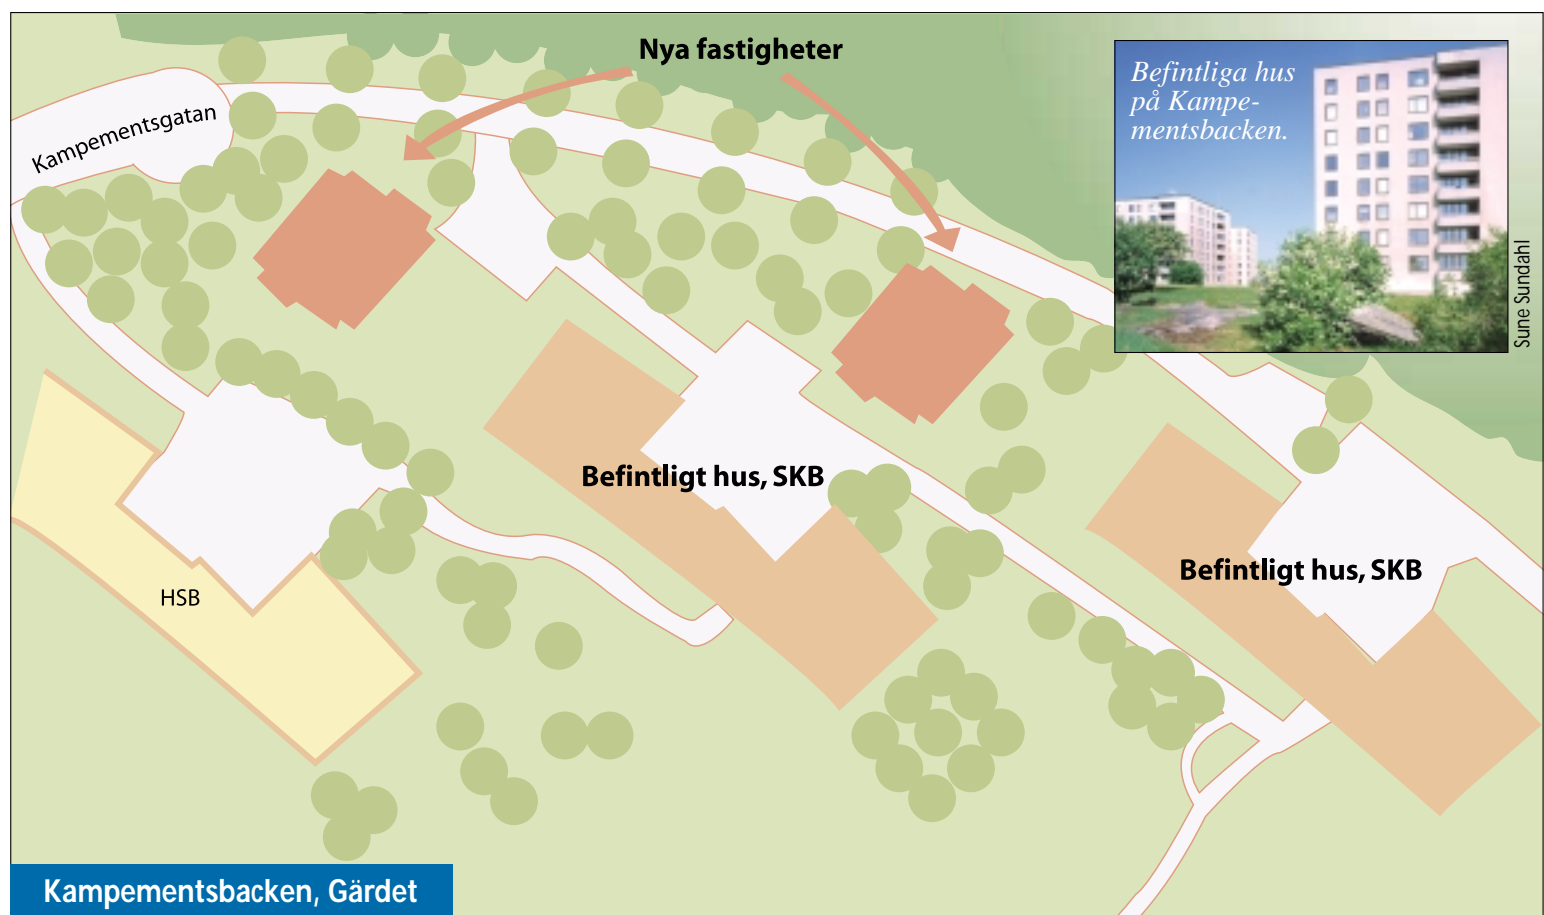 Nya fastigheter
Befintliga hus
på Kampe-
mentsbacken.
Kampementsgatan
Sune Sundahl
Befintligt hus, SKB
Befintligt hus, SKB
HSB
Kampementsbacken, Gärdet